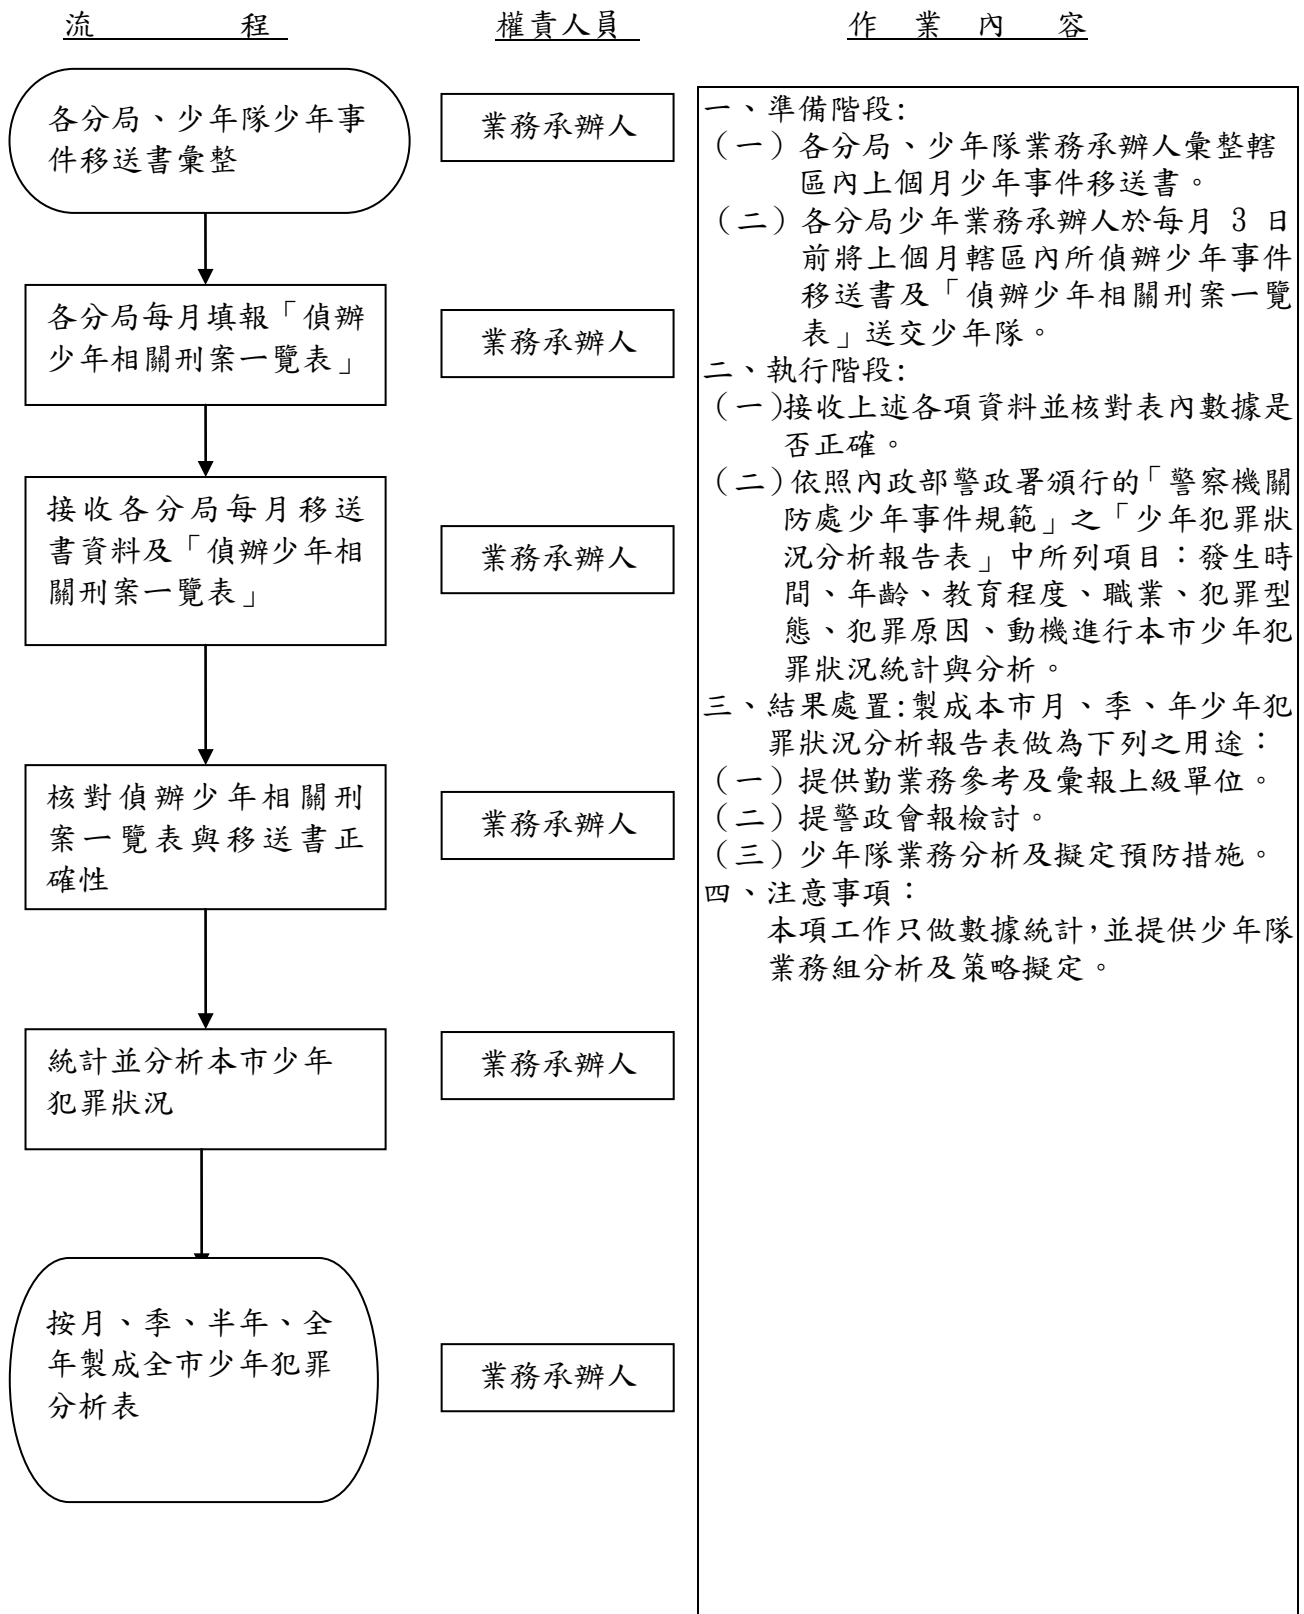 流　　　　　程
權責人員
作　業　內　　容
各分局、少年隊少年事
件移送書彙整
業務承辦人
各分局每月填報「偵辦
少年相關刑案一覽表」
業務承辦人
接收各分局每月移送
書資料及「偵辦少年相
關刑案一覽表」
業務承辦人
核對偵辦少年相關刑
案一覽表與移送書正
確性
業務承辦人
統計並分析本市少年
犯罪狀況
業務承辦人
按月、季、半年、全
年製成全市少年犯罪
分析表
業務承辦人
一、準備階段:
（一）各分局、少年隊業務承辦人彙整轄
區內上個月少年事件移送書。
（二）各分局少年業務承辦人於每月 3 日
前將上個月轄區內所偵辦少年事件
移送書及「偵辦少年相關刑案一覽
表」送交少年隊。
二、執行階段:
（一)接收上述各項資料並核對表內數據是
否正確。
（二)依照內政部警政署頒行的「警察機關
防處少年事件規範」之「少年犯罪狀
況分析報告表」中所列項目：發生時
間、年齡、教育程度、職業、犯罪型
態、犯罪原因、動機進行本市少年犯
罪狀況統計與分析。
三、結果處置:製成本市月、季、年少年犯
罪狀況分析報告表做為下列之用途：
（一）提供勤業務參考及彙報上級單位。
（二）提警政會報檢討。
（三）少年隊業務分析及擬定預防措施。
四、注意事項：
本項工作只做數據統計，並提供少年隊
業務組分析及策略擬定。